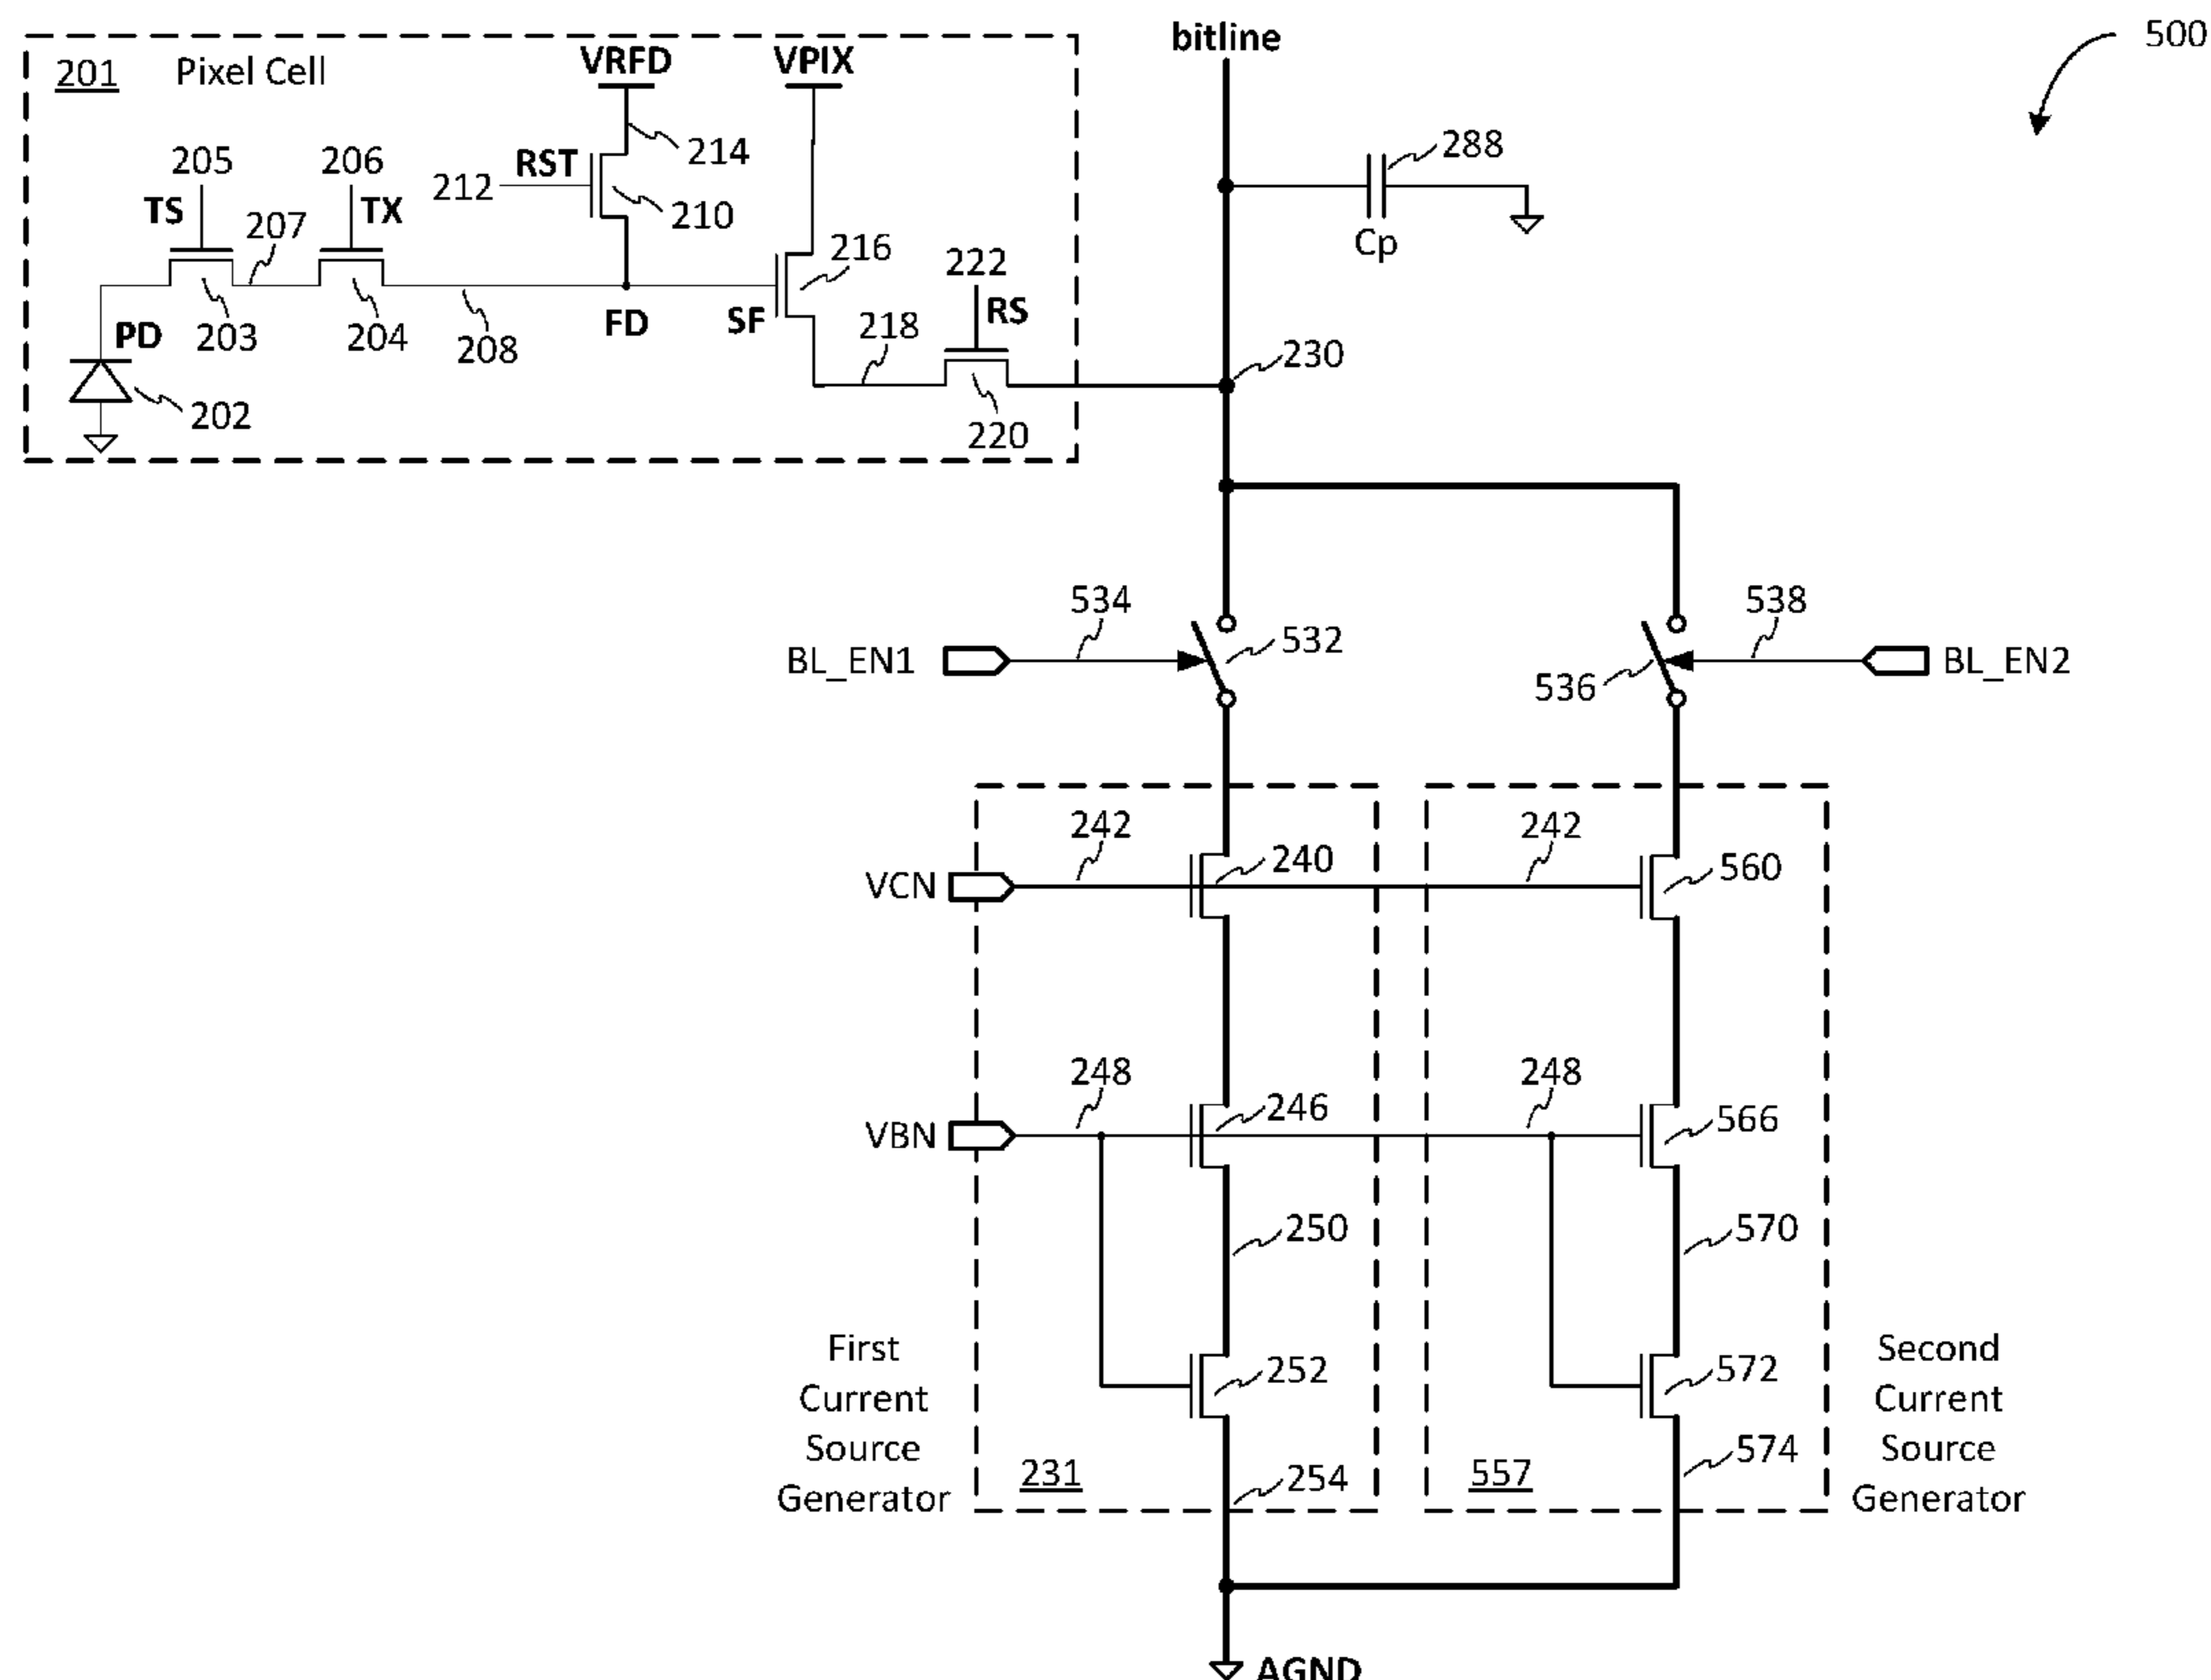 bitline
500
201 Pixel Cell
VRFD
VPIX
205
206
RST
214
288
212
TS
207
TX
210
Cp
216
222
RS
PD
203
204
208
FD
SF
218
230
202
220
534
532
538
BL_EN1
536
BL_EN2
242
240
242
560
VCN
248
246
248
566
VBN
250
570
First
Current
Source
Generator
252
572
Second
Current
Source
Generator
231
254
557
574
AGND